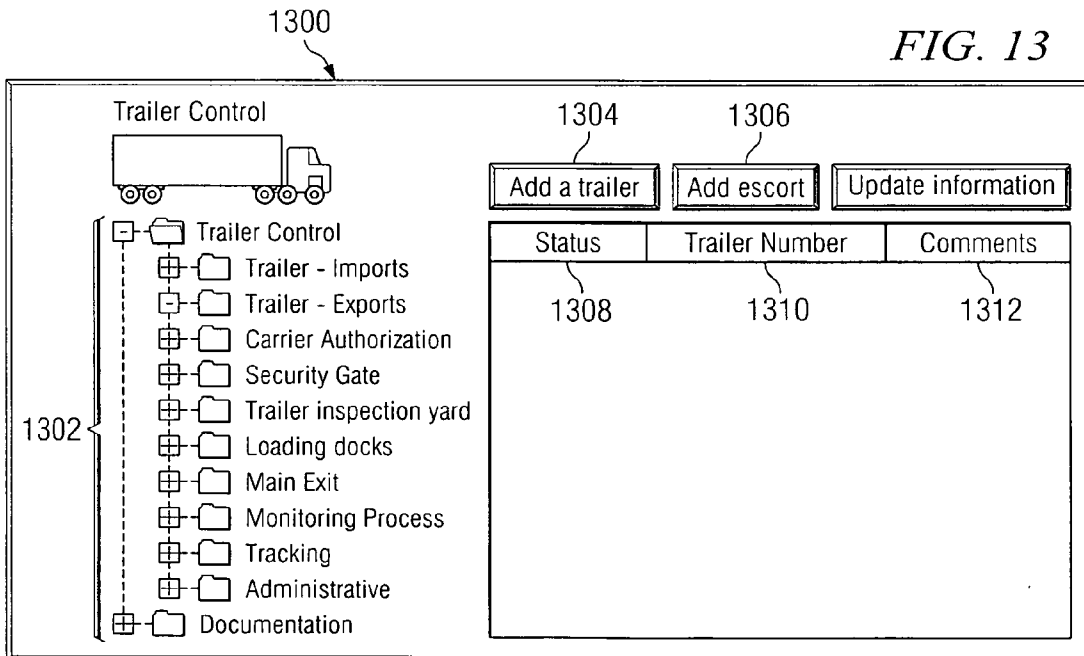 1300
FIG. 13
Trailer Control
1304
1306
Add a trailer
Add escort
Update information
Status
Trailer Number
Comments
1308
1310
1312
1302
Trailer Control
Trailer - Imports
Trailer - Exports
Carrier Authorization
Security Gate
Trailer inspection yard
Loading docks
Main Exit
Monitoring Process
Tracking
Administrative
Documentation